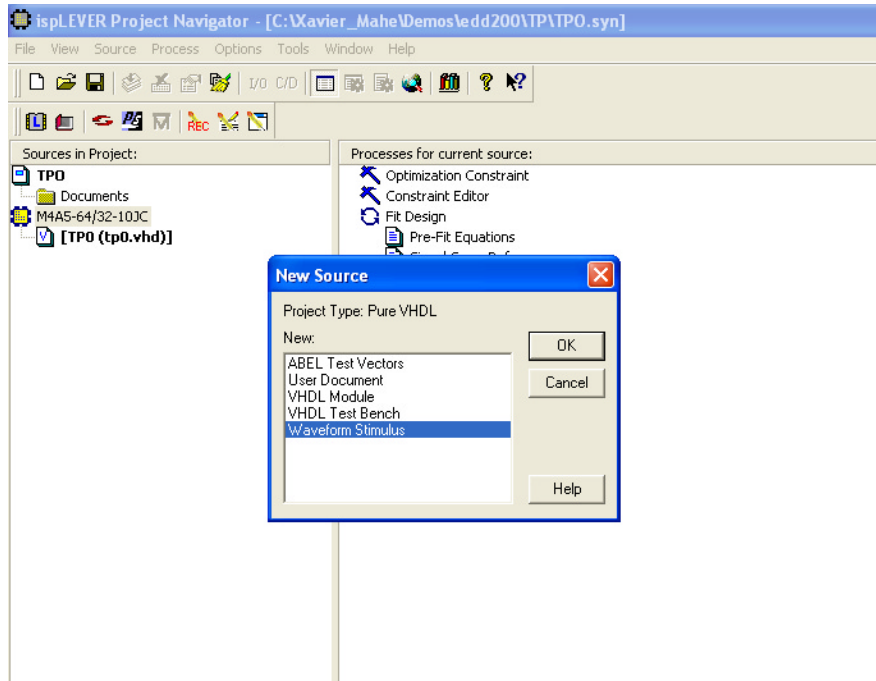 ispLEVER Project Navigator - [C:\Xavier_Mahe\Demos\edd200\TP\TP0.syn]
File View Source Process Options Tools Window Help
I/O C/D
REC
Sources in Project:
Processes for current source:
TP0
Optimization Constraint
Documents
Constraint Editor
M4A5-64/32-10JC
Fit Design
[TP0 (tp0.vhd)]
Pre-Fit Equations
New Source
Project Type: Pure VHDL
New:
OK
ABEL Test Vectors
User Document
Cancel
VHDL Module
VHDL Test Bench
Waveform Stimulus
Help